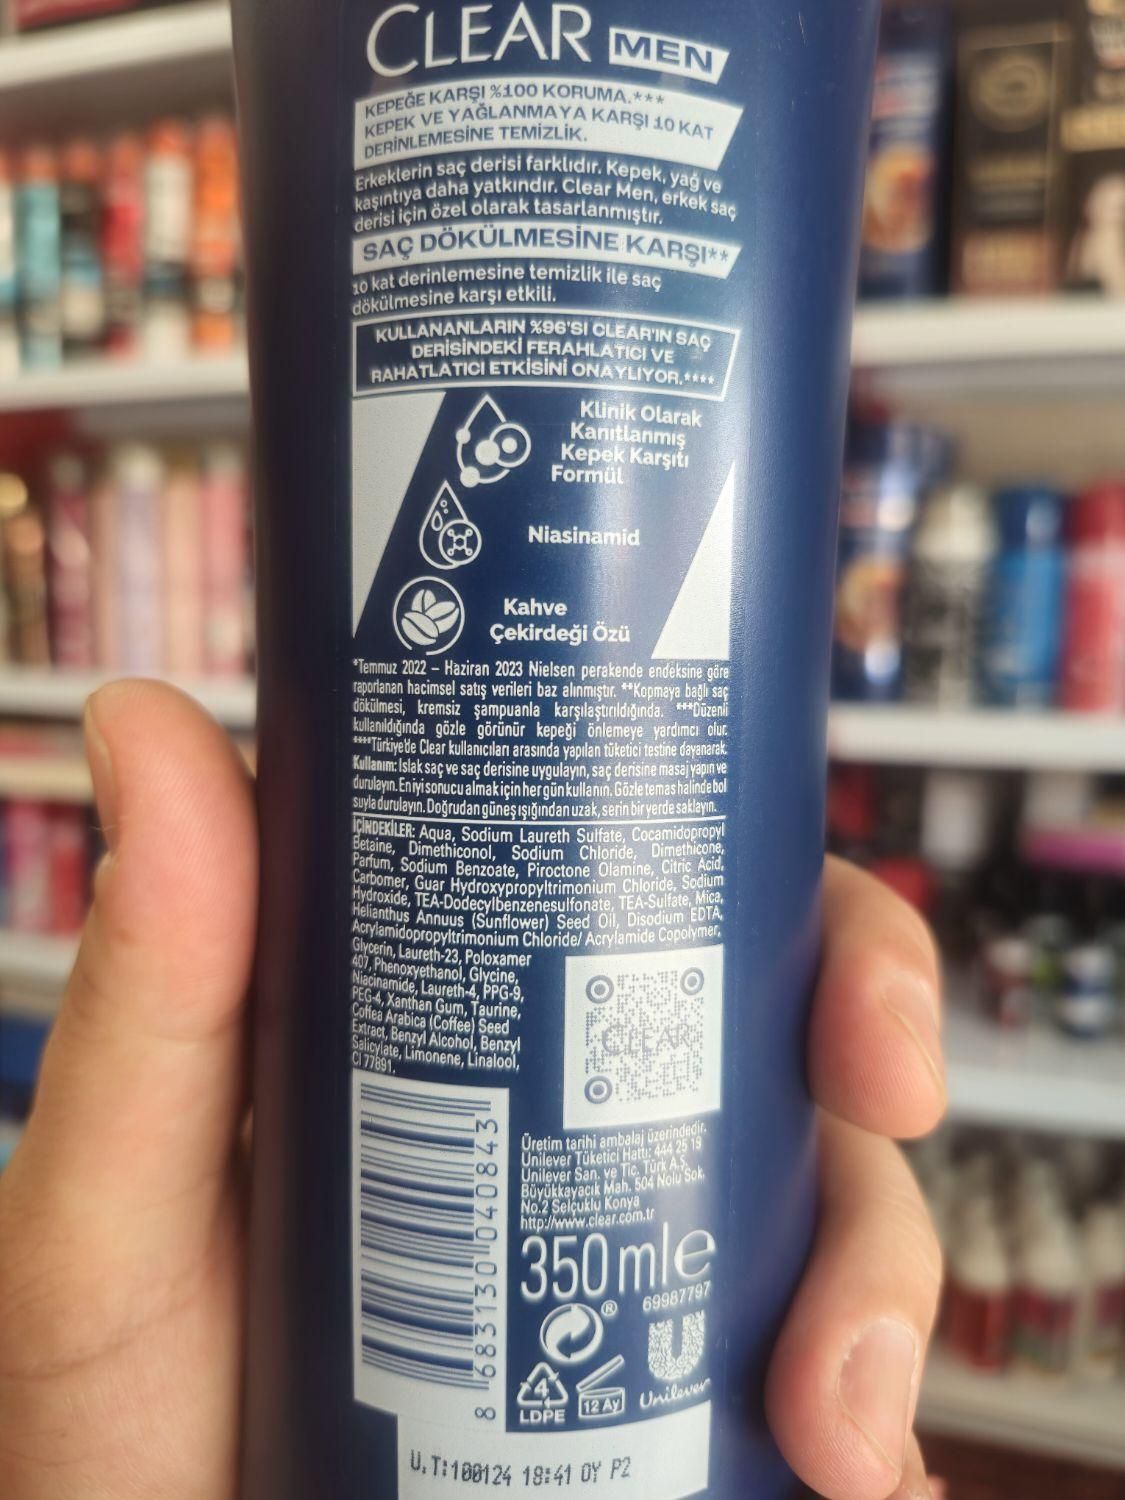 CLEAR MEN
KEPEĞE KARŞI %100 KORUMA.***
KEPEK VE YAĞLANMAYA KARŞI 10 KAT
DERİNLEMESİNE TEMİZLİK.
Erkeklerin saç derisi farklıdır. Kepek, yağ ve
kaşıntıya daha yatkındır. Clear Men, erkek saç
derisi için özel olarak tasarlanmıştır.
SAÇ DÖKÜLMESİNE KARŞI**
10 kat derinlemesine temizlik ile saç
dökülmesine karşı etkili.
KULLANANLARIN %96'SI CLEAR'IN SAÇ
DERİSİNDEKİ FERAHLATICI VE
RAHATLATICI ETKİSİNİ ONAYLIYOR.****
Klinik Olarak
Kanıtlanmış
Kepek Karşıtı
Formül
Niasinamid
Kahve
Çekirdeği Özü
*Temmuz 2022 – Haziran 2023 Nielsen perakende endeksine göre
raporlanan hacimsel satış verileri baz alınmıştır. **Kopmaya bağlı saç
dökülmesi, kremsiz şampuanla karşılaştırıldığında. ***Düzenli
kullanıldığında gözle görünür kepeği önlemeye yardımcı olur.
****Türkiye'de Clear kullanıcıları arasında yapılan tüketici testine dayanarak.
Kullanım: Islak saç ve saç derisine uygulayın, saç derisine masaj yapın ve
durulayın. En iyi sonucu almak için her gün kullanın. Gözle temas halinde bol
suyla durulayın. Doğrudan güneş ışığından uzak, serin bir yerde saklayın.
İÇİNDEKİLER: Aqua, Sodium Laureth Sulfate, Cocamidopropyl
Betaine, Dimethiconol, Sodium Chloride, Dimethicone,
Parfum, Sodium Benzoate, Piroctone Olamine, Citric Acid,
Carbomer, Guar Hydroxypropyltrimonium Chloride, Sodium
Hydroxide, TEA-Dodecylbenzenesulfonate, TEA-Sulfate, Mica,
Helianthus Annuus (Sunflower) Seed Oil, Disodium EDTA,
Acrylamidopropyltrimonium Chloride/ Acrylamide Copolymer,
Glycerin, Laureth-23, Poloxamer
407, Phenoxyethanol, Glycine,
Niacinamide, Laureth-4, PPG-9,
PEG-4, Xanthan Gum, Taurine,
Coffea Arabica (Coffee) Seed
Extract, Benzyl Alcohol, Benzyl
Salicylate, Limonene, Linalool,
CI 77891.
CLEAR
8 683130 040843
Üretim tarihi ambalaj üzerindedir.
Unilever Tüketici Hattı: 444 25 19
Unilever San. ve Tic. Türk A.Ş.
Büyükkayacık Mah. 504 Nolu Sok.
No.2 Selçuklu Konya
http://www.clear.com.tr
350 ml e
69987797
®
4
LDPE
12 Ay
Unilever
U.T:100124 18:41 OY P2